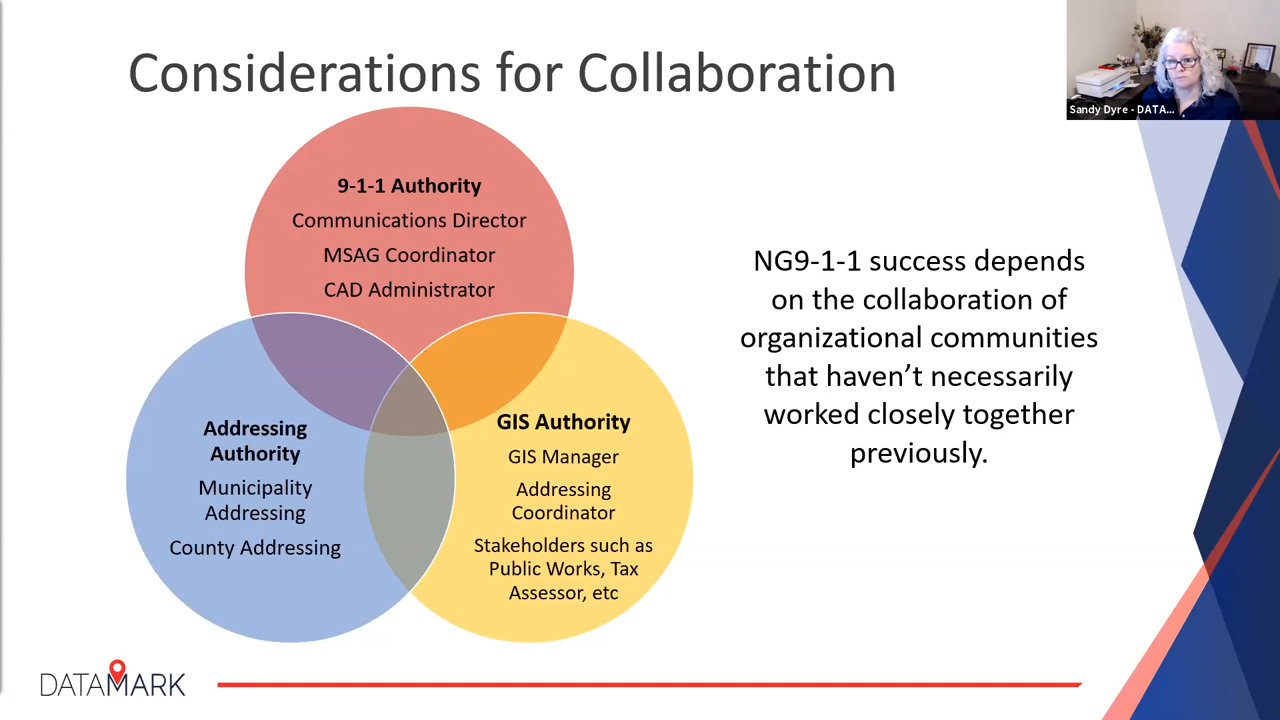 Considerations for Collaboration
Sandy Dyre - DATA...
9-1-1 Authority
Communications Director
MSAG Coordinator
CAD Administrator
Addressing
Authority
Municipality
Addressing
County Addressing
GIS Authority
GIS Manager
Addressing
Coordinator
Stakeholders such as
Public Works, Tax
Assessor, etc
NG9-1-1 success depends
on the collaboration of
organizational communities
that haven’t necessarily
worked closely together
previously.
DATAMARK